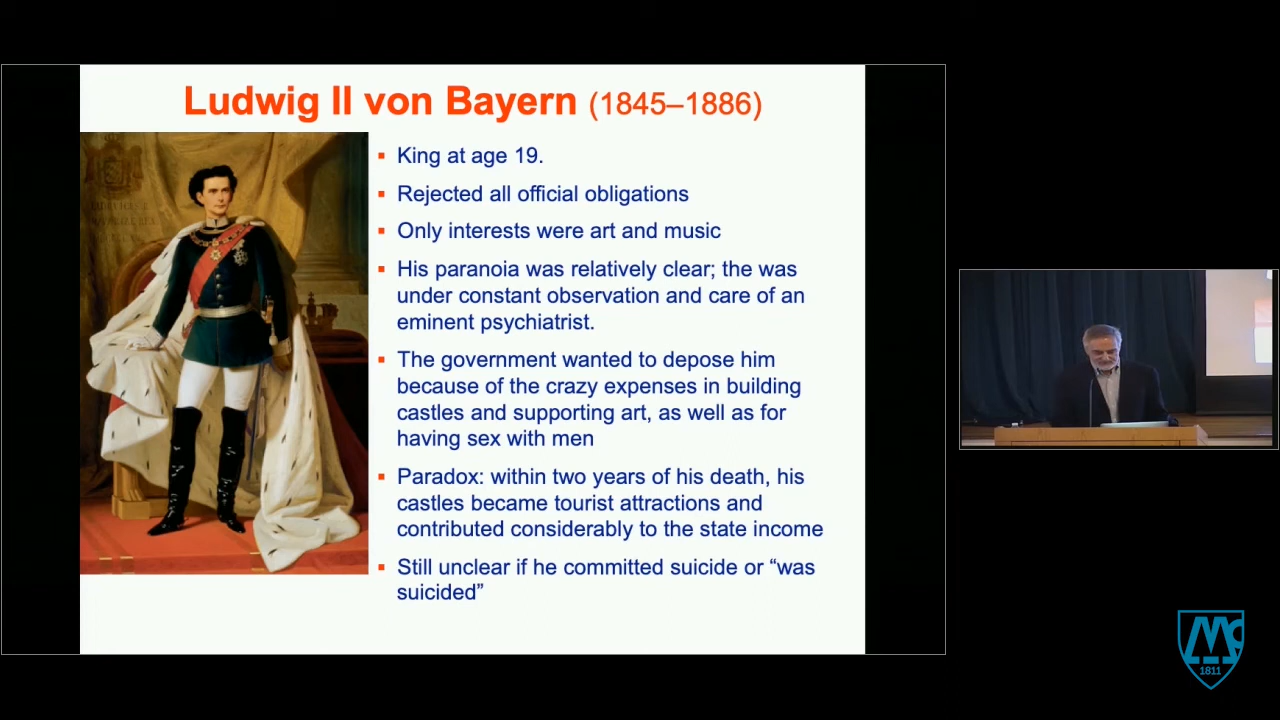 Ludwig II von Bayern (1845–1886)
▪ King at age 19.
▪ Rejected all official obligations
▪ Only interests were art and music
▪ His paranoia was relatively clear; the was
under constant observation and care of an
eminent psychiatrist.
▪ The government wanted to depose him
because of the crazy expenses in building
castles and supporting art, as well as for
having sex with men
▪ Paradox: within two years of his death, his
castles became tourist attractions and
contributed considerably to the state income
▪ Still unclear if he committed suicide or “was
suicided”
1811